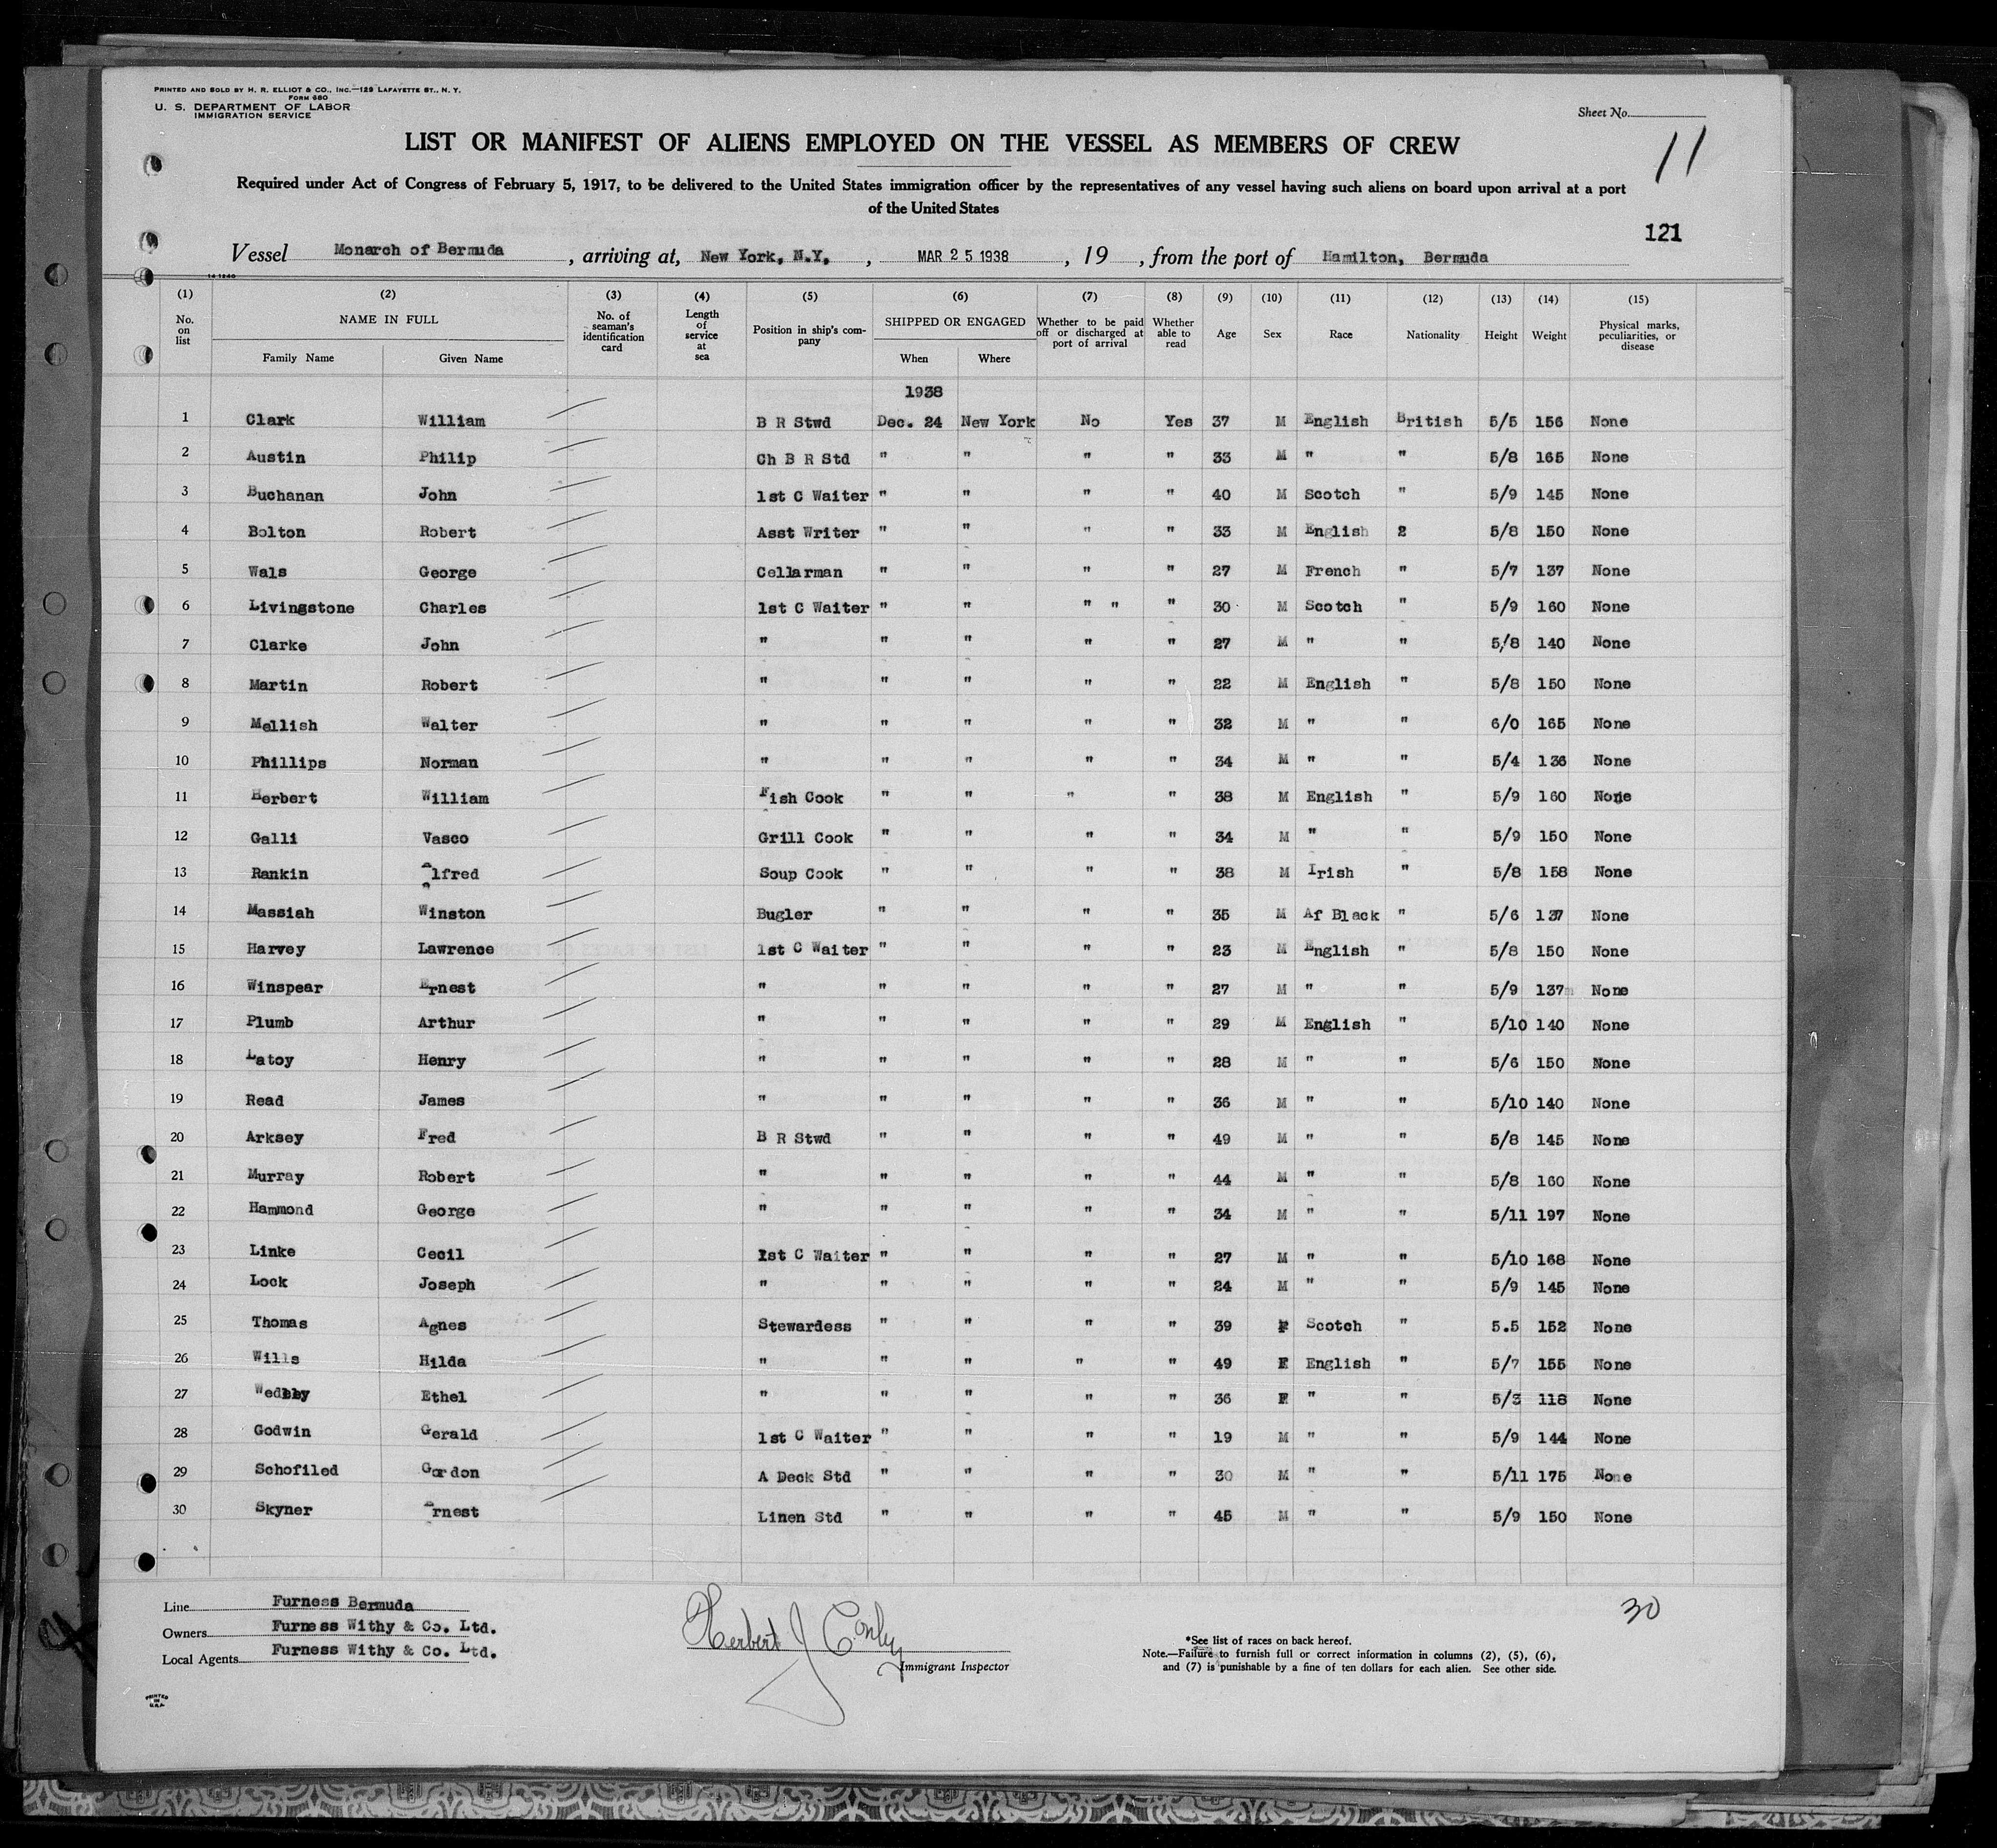 PRINTED AND SOLD BY H. R. ELLIOT & CO., INC.—129 LAFAYETTE ST., N. Y.
FORM 680
U. S. DEPARTMENT OF LABOR
IMMIGRATION SERVICE
Sheet No.
11
LIST OR MANIFEST OF ALIENS EMPLOYED ON THE VESSEL AS MEMBERS OF CREW
Required under Act of Congress of February 5, 1917, to be delivered to the United States immigration officer by the representatives of any vessel having such aliens on board upon arrival at a port
of the United States
121
Vessel Monarch of Bermuda , arriving at, New York, N.Y. , MAR 25 1938 , 19 , from the port of Hamilton, Bermuda
14 1240
(1) (2) (3) (4) (5) (6) (7) (8) (9) (10) (11) (12) (13) (14) (15)
No. on list NAME IN FULL Family Name Given Name No. of seaman's identification card Length of service at sea Position in ship's company SHIPPED OR ENGAGED When Where Whether to be paid off or discharged at port of arrival Whether able to read Age Sex Race Nationality Height Weight Physical marks, peculiarities, or disease
1938
1 Clark William B R Stwd Dec. 24 New York No Yes 37 M English British 5/5 156 None
2 Austin Philip Ch B R Std " " " " 33 M " " 5/8 165 None
3 Buchanan John 1st C Waiter " " " " 40 M Scotch " 5/9 145 None
4 Bolton Robert Asst Writer " " " " 33 M English 2 5/8 150 None
5 Wals George Cellarman " " " " 27 M French " 5/7 137 None
6 Livingstone Charles 1st C Waiter " " " " " 30 M Scotch " 5/9 160 None
7 Clarke John " " " " " 27 M " " 5/8 140 None
8 Martin Robert " " " " " 22 M English " 5/8 150 None
9 Mellish Walter " " " " " 32 M " " 6/0 165 None
10 Phillips Norman " " " " " 34 M " " 5/4 136 None
11 Herbert William Fish Cook " " " " 38 M English " 5/9 160 None
12 Galli Vasco Grill Cook " " " " 34 M " " 5/9 150 None
13 Rankin Alfred Soup Cook " " " " 38 M Irish " 5/8 158 None
14 Massiah Winston Bugler " " " " 35 M Af Black " 5/6 137 None
15 Harvey Lawrence 1st C Waiter " " " " 23 M English " 5/8 150 None
16 Winspear Ernest " " " " " 27 M " " 5/9 137 None
17 Plumb Arthur " " " " " 29 M English " 5/10 140 None
18 Latoy Henry " " " " " 28 M " " 5/6 150 None
19 Read James " " " " " 36 M " " 5/10 140 None
20 Arksey Fred B R Stwd " " " " 49 M " " 5/8 145 None
21 Murray Robert " " " " " 44 M " " 5/8 160 None
22 Hammond George " " " " " 34 M " " 5/11 197 None
23 Linke Cecil 1st C Waiter " " " " 27 M " " 5/10 168 None
24 Lock Joseph " " " " " 24 M " " 5/9 145 None
25 Thomas Agnes Stewardess " " " " 39 F Scotch " 5.5 152 None
26 Wills Hilda " " " " " 49 F English " 5/7 155 None
27 Ethel " " " " " 36 F " " 5/3 118 None
28 Godwin Gerald 1st C Waiter " " " " 19 M " " 5/9 144 None
29 Schofiled Gordon A Deck Std " " " " 30 M " " 5/11 175 None
30 Skyner Ernest Linen Std " " " " 45 M " " 5/9 150 None
Line Furness Bermuda
Owners Furness Withy & Co. Ltd.
Local Agents Furness Withy & Co. Ltd.
Herbert J Conly
Immigrant Inspector
30
*See list of races on back hereof.
Note.—Failure to furnish full or correct information in columns (2), (5), (6),
and (7) is punishable by a fine of ten dollars for each alien. See other side.
PRINTED
IN
U.S.A.